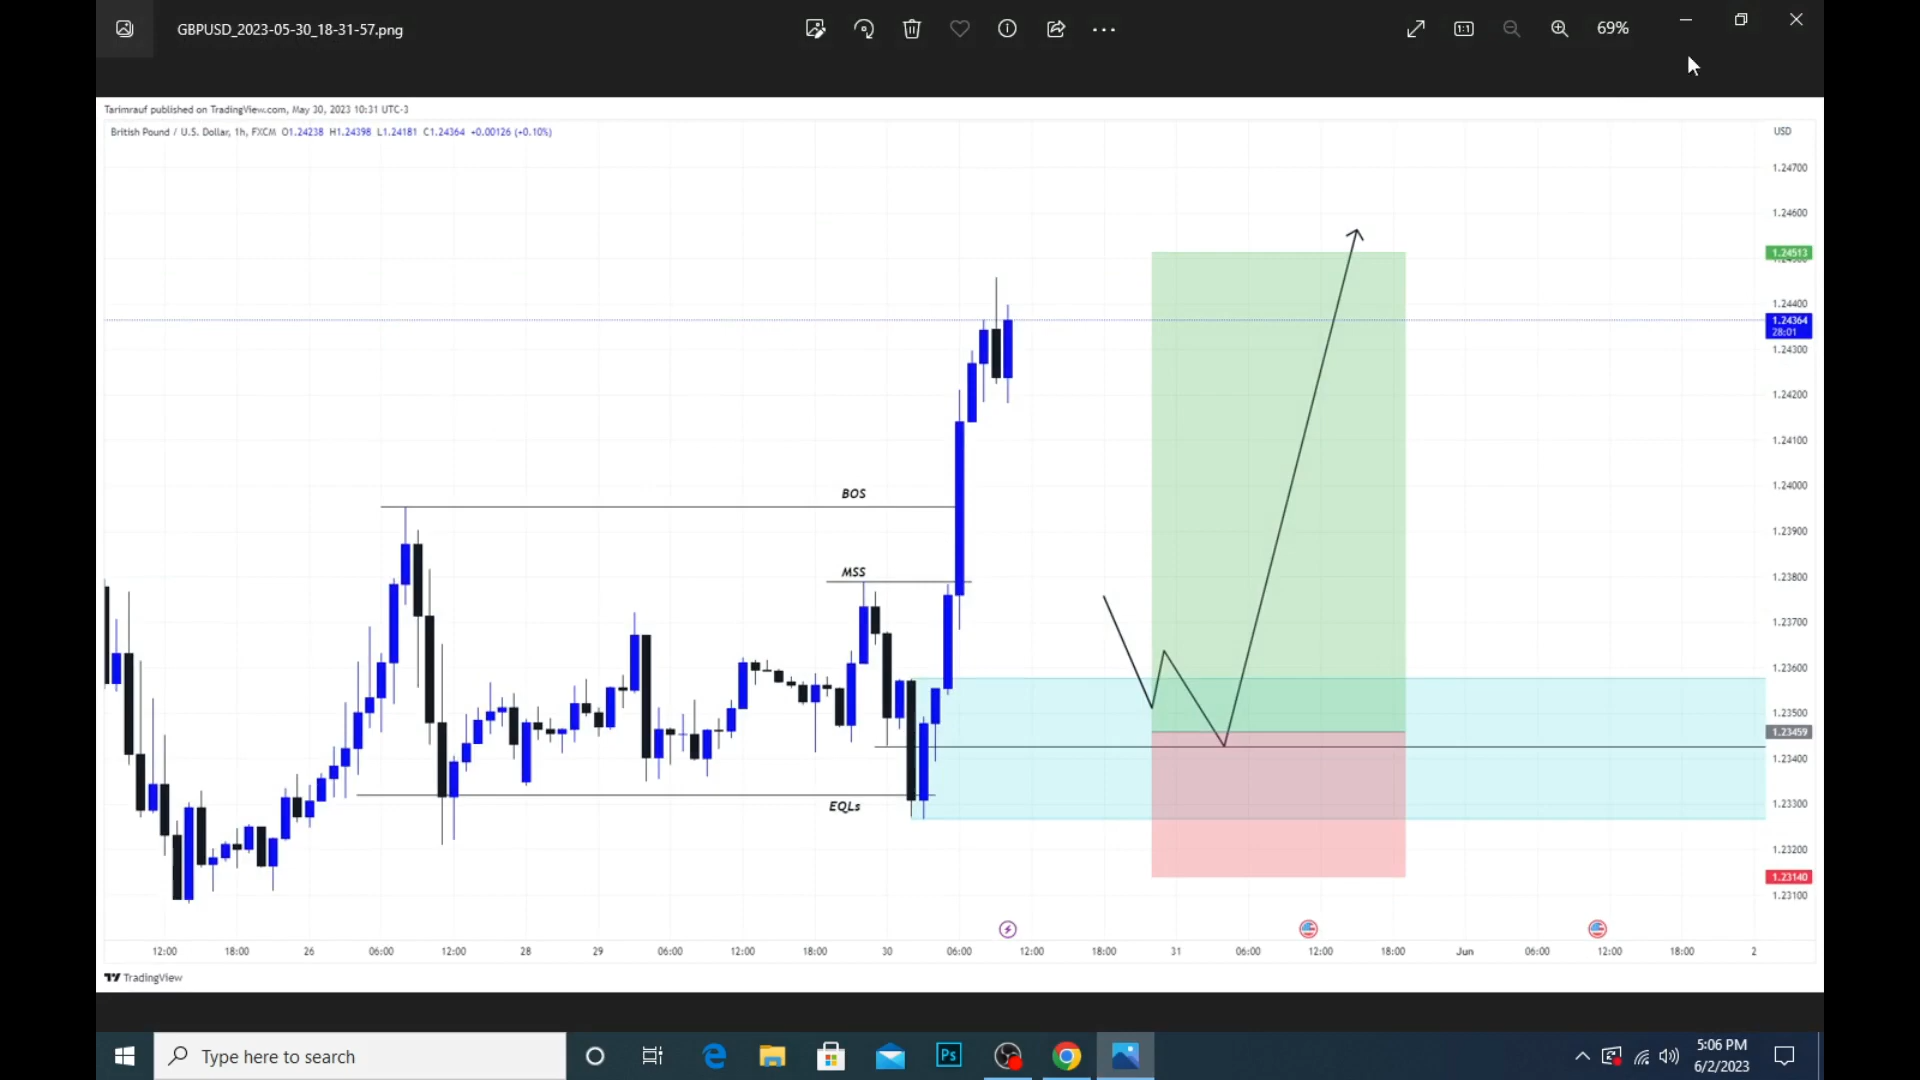 GBPUSD_2023-05-30_18-31-57.png
1:1
69%
Tarimrauf published on TradingView.com, May 30, 2023 10:31 UTC-3
British Pound / U.S. Dollar, 1h, FXCM O1.24238 H1.24398 L1.24181 C1.24364 +0.00126 (+0.10%)
USD
1.24700
1.24600
1.24513
1.24400
1.24364
28:01
1.24300
1.24200
1.24100
1.24000
1.23900
1.23800
1.23700
1.23600
1.23500
1.23459
1.23400
1.23300
1.23200
1.23140
1.23100
BOS
MSS
EQLs
12:00 18:00 26 06:00 12:00 28 29 06:00 12:00 18:00 30 06:00 12:00 18:00 31 06:00 12:00 18:00 Jun 06:00 12:00 18:00 2
TradingView
Type here to search
Ps
5:06 PM
6/2/2023